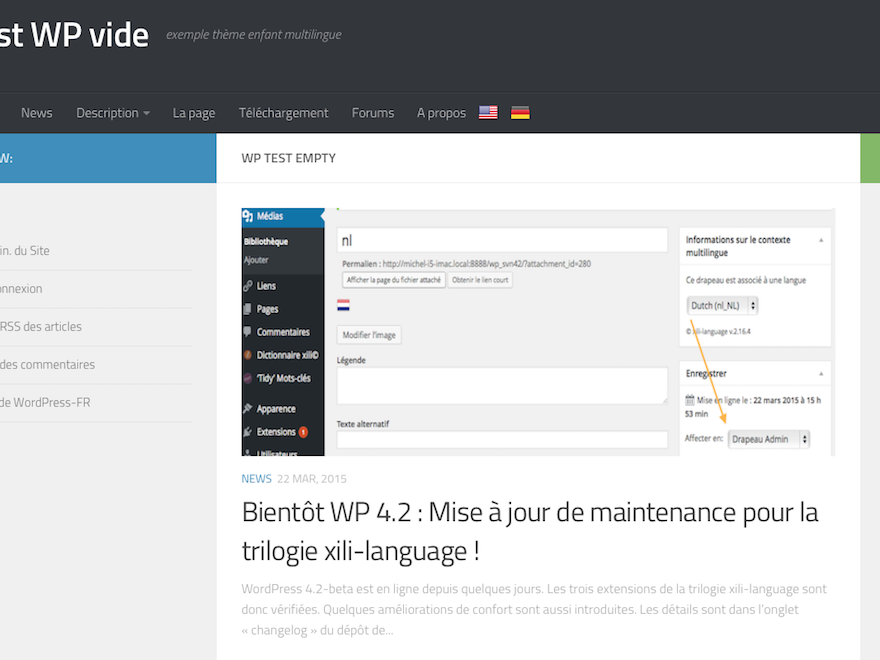 st WP vide
exemple thème enfant multilingue
News Description La page Téléchargement Forums A propos
W:
WP TEST EMPTY
in. du Site
onnexion
RSS des articles
des commentaires
de WordPress-FR
Médias
Bibliothèque
Ajouter
Liens
Pages
Commentaires
Dictionnaire xili©
'Tidy' Mots-clés
Apparence
Extensions 1
Utilisateurs
nl
Permalien : http://michel-i5-imac.local:8888/wp_svn42/?attachment_id=280
Afficher la page du fichier attaché Obtenir le lien court
Modifier l'image
Légende
Texte alternatif
Informations sur le contexte
multilingue
Ce drapeau est associé à une langue
Dutch (nl_NL)
© xili-language v.2.16.4
Enregistrer
Mise en ligne le : 22 mars 2015 à 15 h
53 min
Affecter en: Drapeau Admin
NEWS 22 MAR, 2015
Bientôt WP 4.2 : Mise à jour de maintenance pour la
trilogie xili-language !
WordPress 4.2-beta est en ligne depuis quelques jours. Les trois extensions de la trilogie xili-language sont
donc vérifiées. Quelques améliorations de confort sont aussi introduites. Les détails sont dans l'onglet
« changelog » du dépôt de...